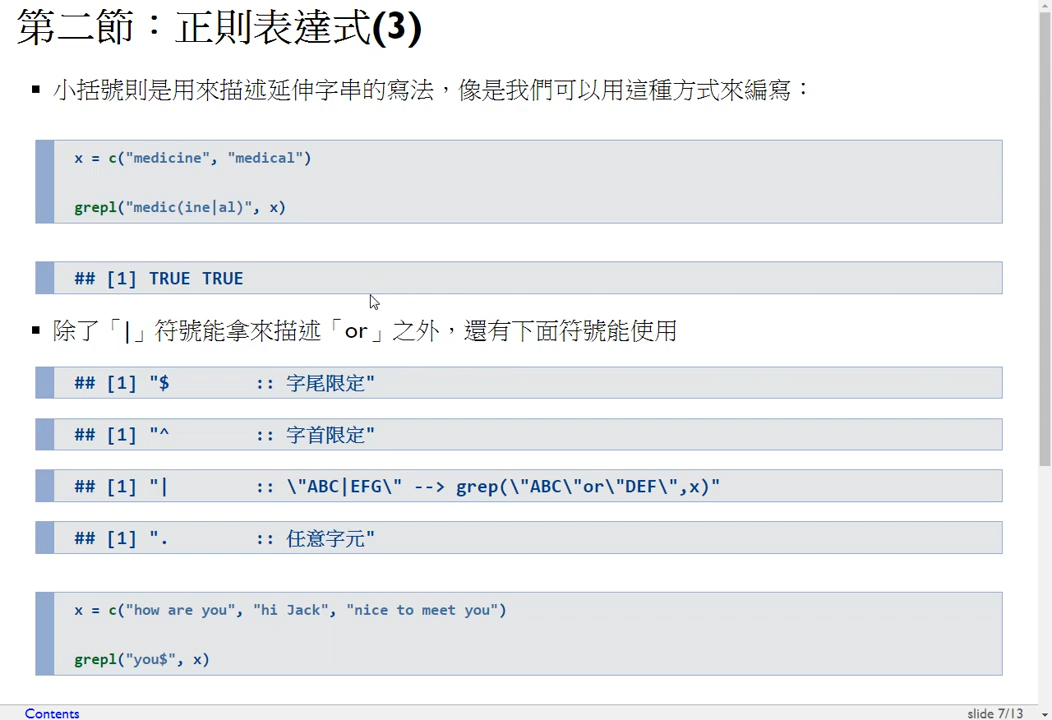 第二節：正則表達式(3)
▪ 小括號則是用來描述延伸字串的寫法，像是我們可以用這種方式來編寫：
x = c("medicine", "medical")
grepl("medic(ine|al)", x)
## [1] TRUE TRUE
▪ 除了「|」符號能拿來描述「or」之外，還有下面符號能使用
## [1] "$        :: 字尾限定"
## [1] "^        :: 字首限定"
## [1] "|        :: \"ABC|EFG\" --> grep(\"ABC\"or\"DEF\",x)"
## [1] ".        :: 任意字元"
x = c("how are you", "hi Jack", "nice to meet you")
grepl("you$", x)
Contents
slide 7/13